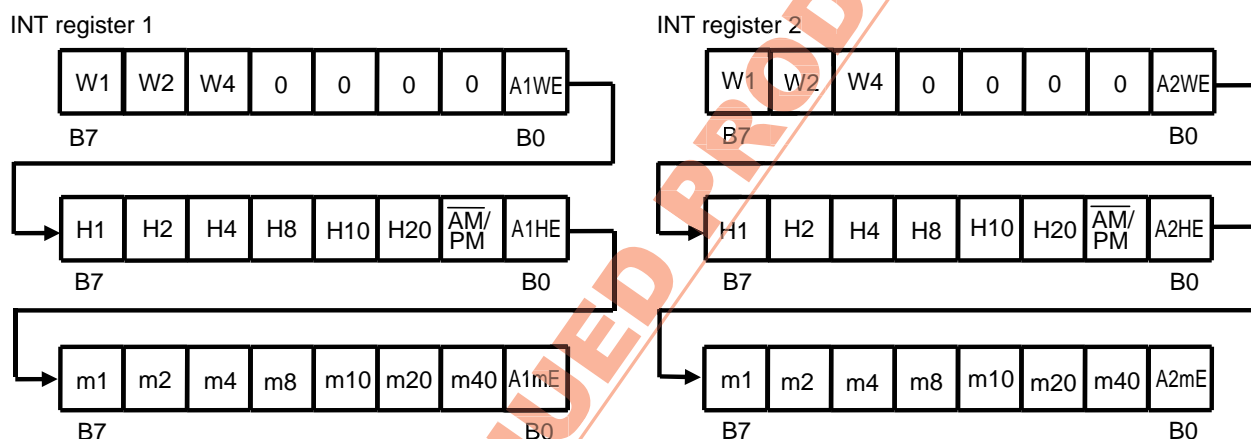 INT register 1
W1 W2 W4 0 0 0 0 A1WE
B7 B0
H1 H2 H4 H8 H10 H20 AM/PM A1HE
B7 B0
m1 m2 m4 m8 m10 m20 m40 A1mE
B7 B0
INT register 2
W1 W2 W4 0 0 0 0 A2WE
B7 B0
H1 H2 H4 H8 H10 H20 AM/PM A2HE
B7 B0
m1 m2 m4 m8 m10 m20 m40 A2mE
B7 B0
UED PROD